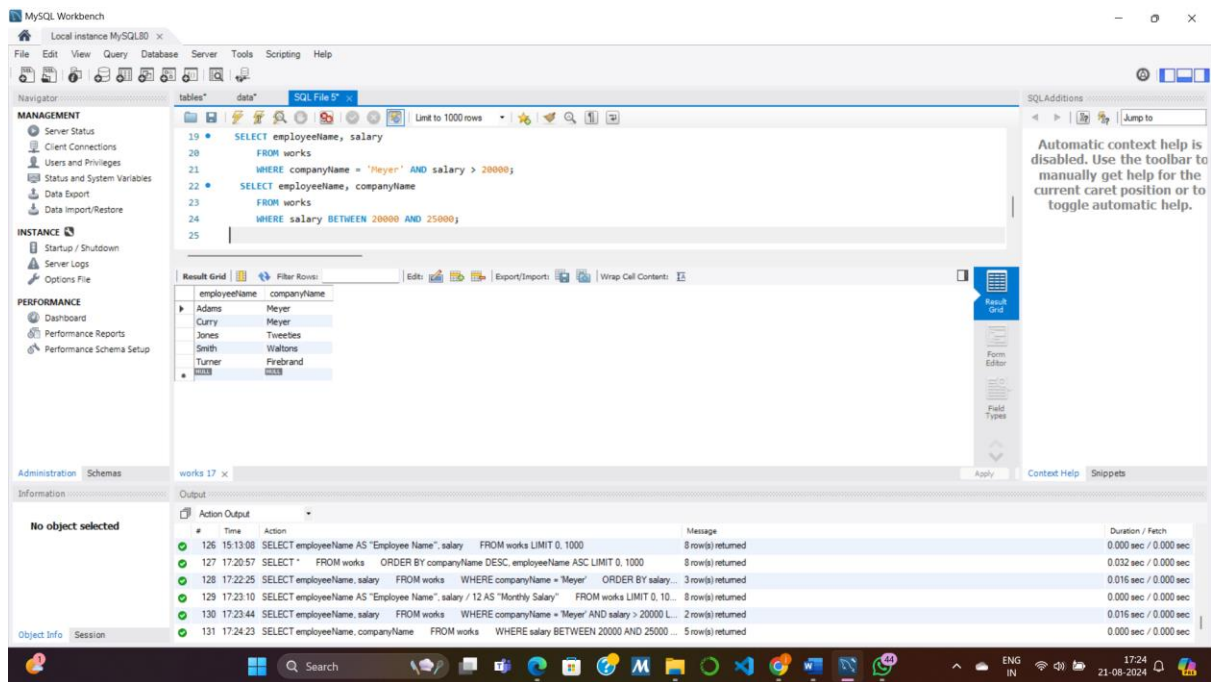 MySQL Workbench
Local instance MySQL80 ×
File Edit View Query Database Server Tools Scripting Help
Navigator
MANAGEMENT
Server Status
Client Connections
Users and Privileges
Status and System Variables
Data Export
Data Import/Restore
INSTANCE
Startup / Shutdown
Server Logs
Options File
PERFORMANCE
Dashboard
Performance Reports
Performance Schema Setup
Administration Schemas
Information
No object selected
Object Info Session
tables* data* SQL File 5* ×
Limit to 1000 rows
19 SELECT employeeName, salary
20 FROM works
21 WHERE companyName = 'Meyer' AND salary > 20000;
22 SELECT employeeName, companyName
23 FROM works
24 WHERE salary BETWEEN 20000 AND 25000;
25
Result Grid Filter Rows: Edit: Export/Import: Wrap Cell Content:
employeeName companyName
Adams Meyer
Curry Meyer
Jones Tweeties
Smith Waltons
Turner Firebrand
NULL NULL
Result Grid
Form Editor
Field Types
works 17 ×
Apply
SQLAdditions
Jump to
Automatic context help is
disabled. Use the toolbar to
manually get help for the
current caret position or to
toggle automatic help.
Context Help Snippets
Output
Action Output
# Time Action Message Duration / Fetch
126 15:13:08 SELECT employeeName AS "Employee Name", salary FROM works LIMIT 0, 1000 8 row(s) returned 0.000 sec / 0.000 sec
127 17:20:57 SELECT * FROM works ORDER BY companyName DESC, employeeName ASC LIMIT 0, 1000 8 row(s) returned 0.032 sec / 0.000 sec
128 17:22:25 SELECT employeeName, salary FROM works WHERE companyName = 'Meyer' ORDER BY salary... 3 row(s) returned 0.016 sec / 0.000 sec
129 17:23:10 SELECT employeeName AS "Employee Name", salary / 12 AS "Monthly Salary" FROM works LIMIT 0, 10... 8 row(s) returned 0.000 sec / 0.000 sec
130 17:23:44 SELECT employeeName, salary FROM works WHERE companyName = 'Meyer' AND salary > 20000 L... 2 row(s) returned 0.016 sec / 0.000 sec
131 17:24:23 SELECT employeeName, companyName FROM works WHERE salary BETWEEN 20000 AND 25000 ... 5 row(s) returned 0.000 sec / 0.000 sec
Search
44
ENG
IN
17:24
21-08-2024